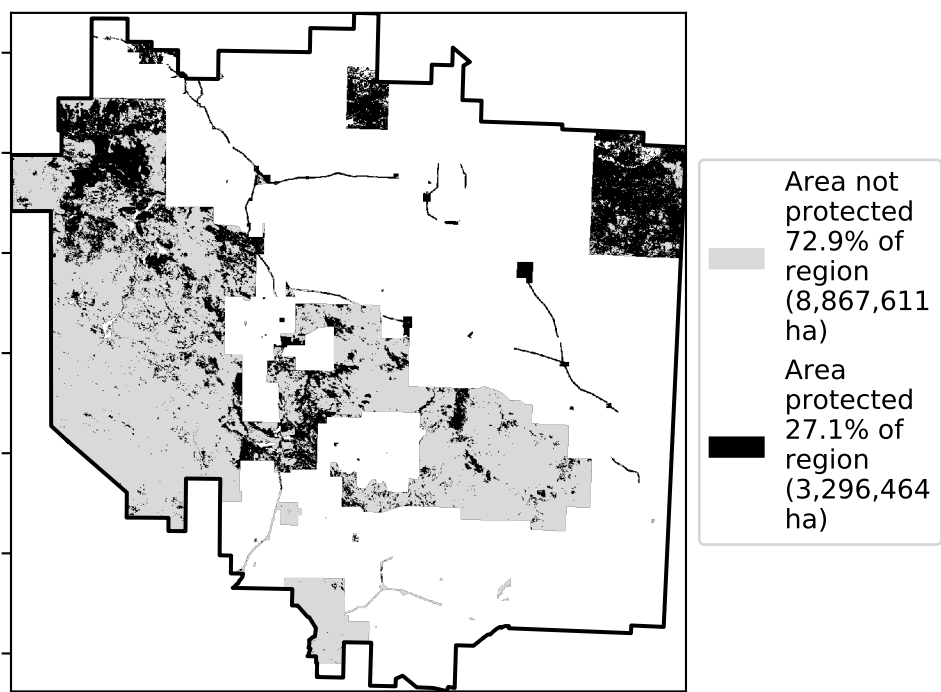 Area not
protected
72.9% of
region
(8,867,611
ha)
Area
protected
27.1% of
region
(3,296,464
ha)